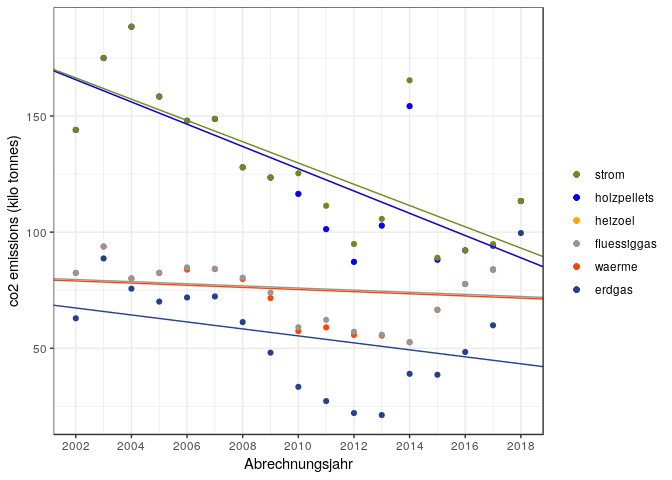 co2 emissions (kilo tonnes)
150
100
50
2002
2004
2006
2008
2010
2012
2014
2016
2018
Abrechnungsjahr
strom
holzpellets
heizoel
fluessiggas
waerme
erdgas